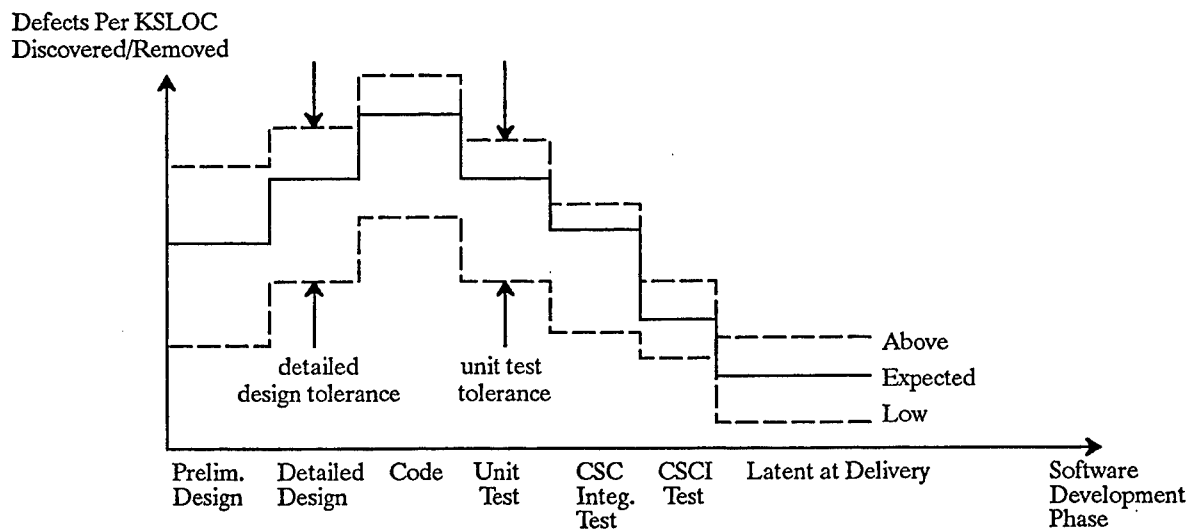 Defects Per KSLOC
Discovered/Removed
detailed
design tolerance
unit test
tolerance
Above
Expected
Low
Prelim.
Design
Detailed
Design
Code
Unit
Test
CSC
Integ.
Test
CSCI
Test
Latent at Delivery
Software
Development
Phase